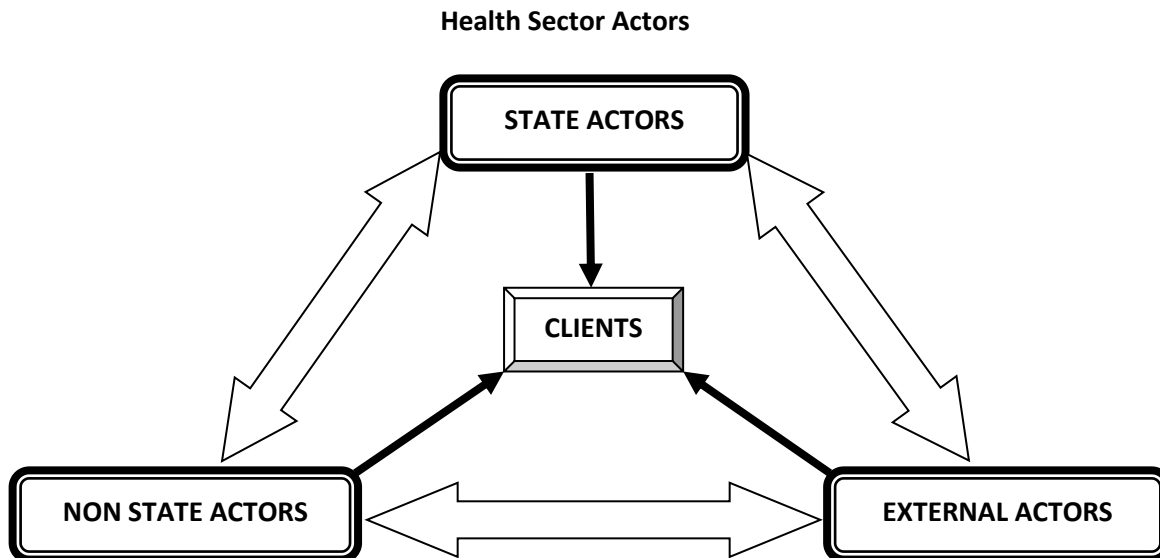 Health Sector Actors
STATE ACTORS
CLIENTS
NON STATE ACTORS
EXTERNAL ACTORS